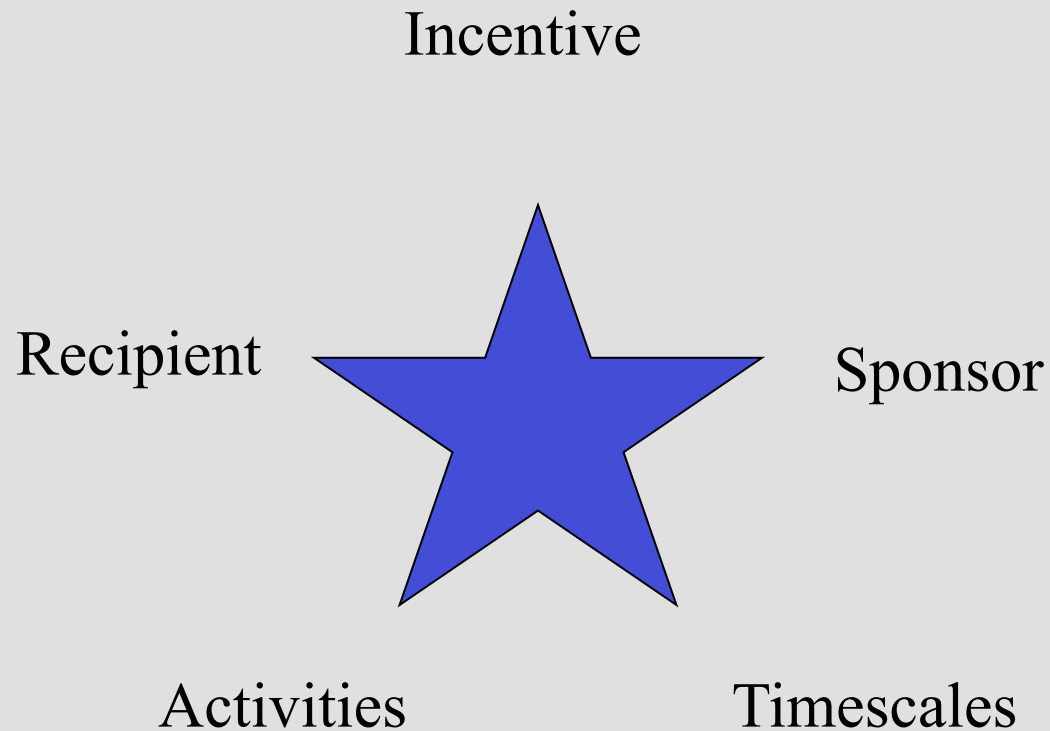 Incentive
Recipient
Sponsor
Activities
Timescales